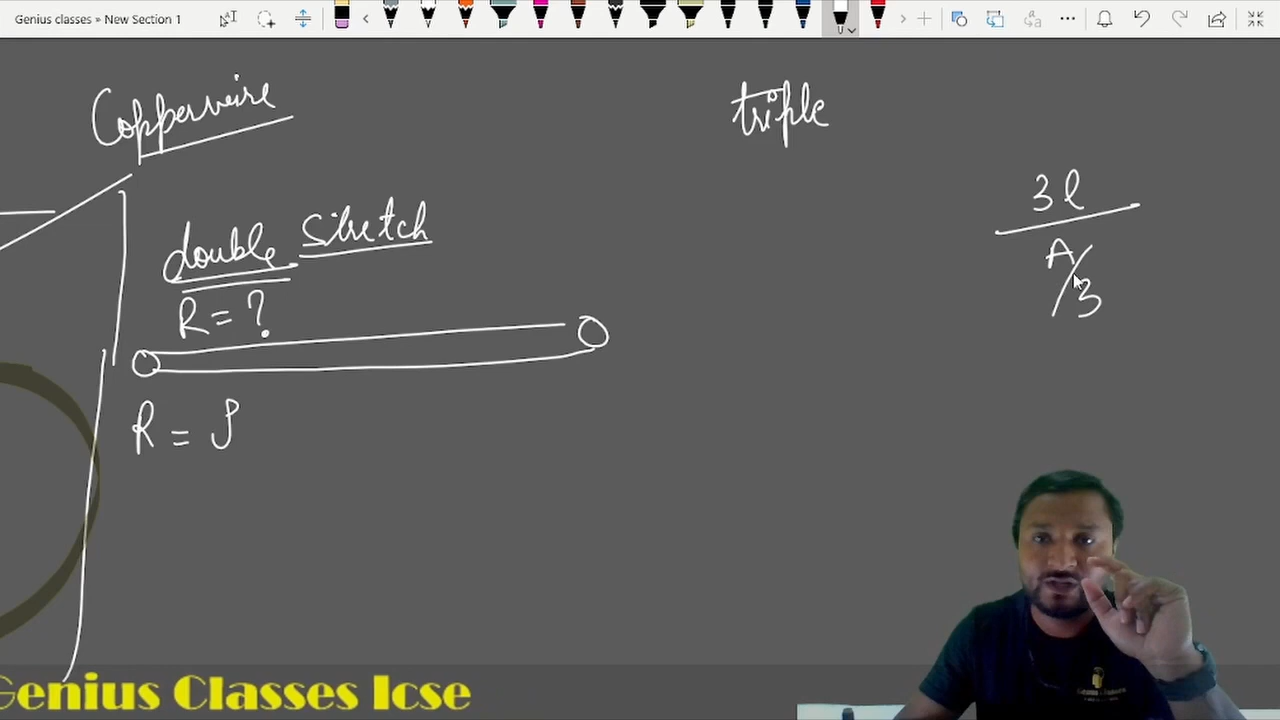 Genius classes » New Section 1
Copperwire
triple
double stretch
R = ?
R = ρ
3l
A/3
Genius Classes Icse